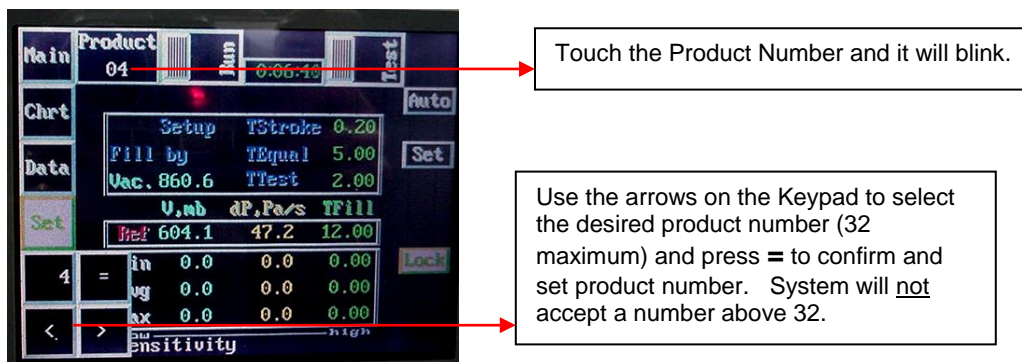 Main
Product
04
Run
0:06:40
Test
Touch the Product Number and it will blink.
Chrt
Auto
Setup TStroke 0.20
Data
Fill by TEqual 5.00
Set
Vac. 860.6 TTest 2.00
Set
V,mb dP,Pa/s TFill
Ref 604.1 47.2 12.00
Lock
4 =
in 0.0 0.0 0.00
vg 0.0 0.0 0.00
< >
ax 0.0 0.0 0.00
high
ensitivity
Use the arrows on the Keypad to select
the desired product number (32
maximum) and press = to confirm and
set product number. System will not
accept a number above 32.